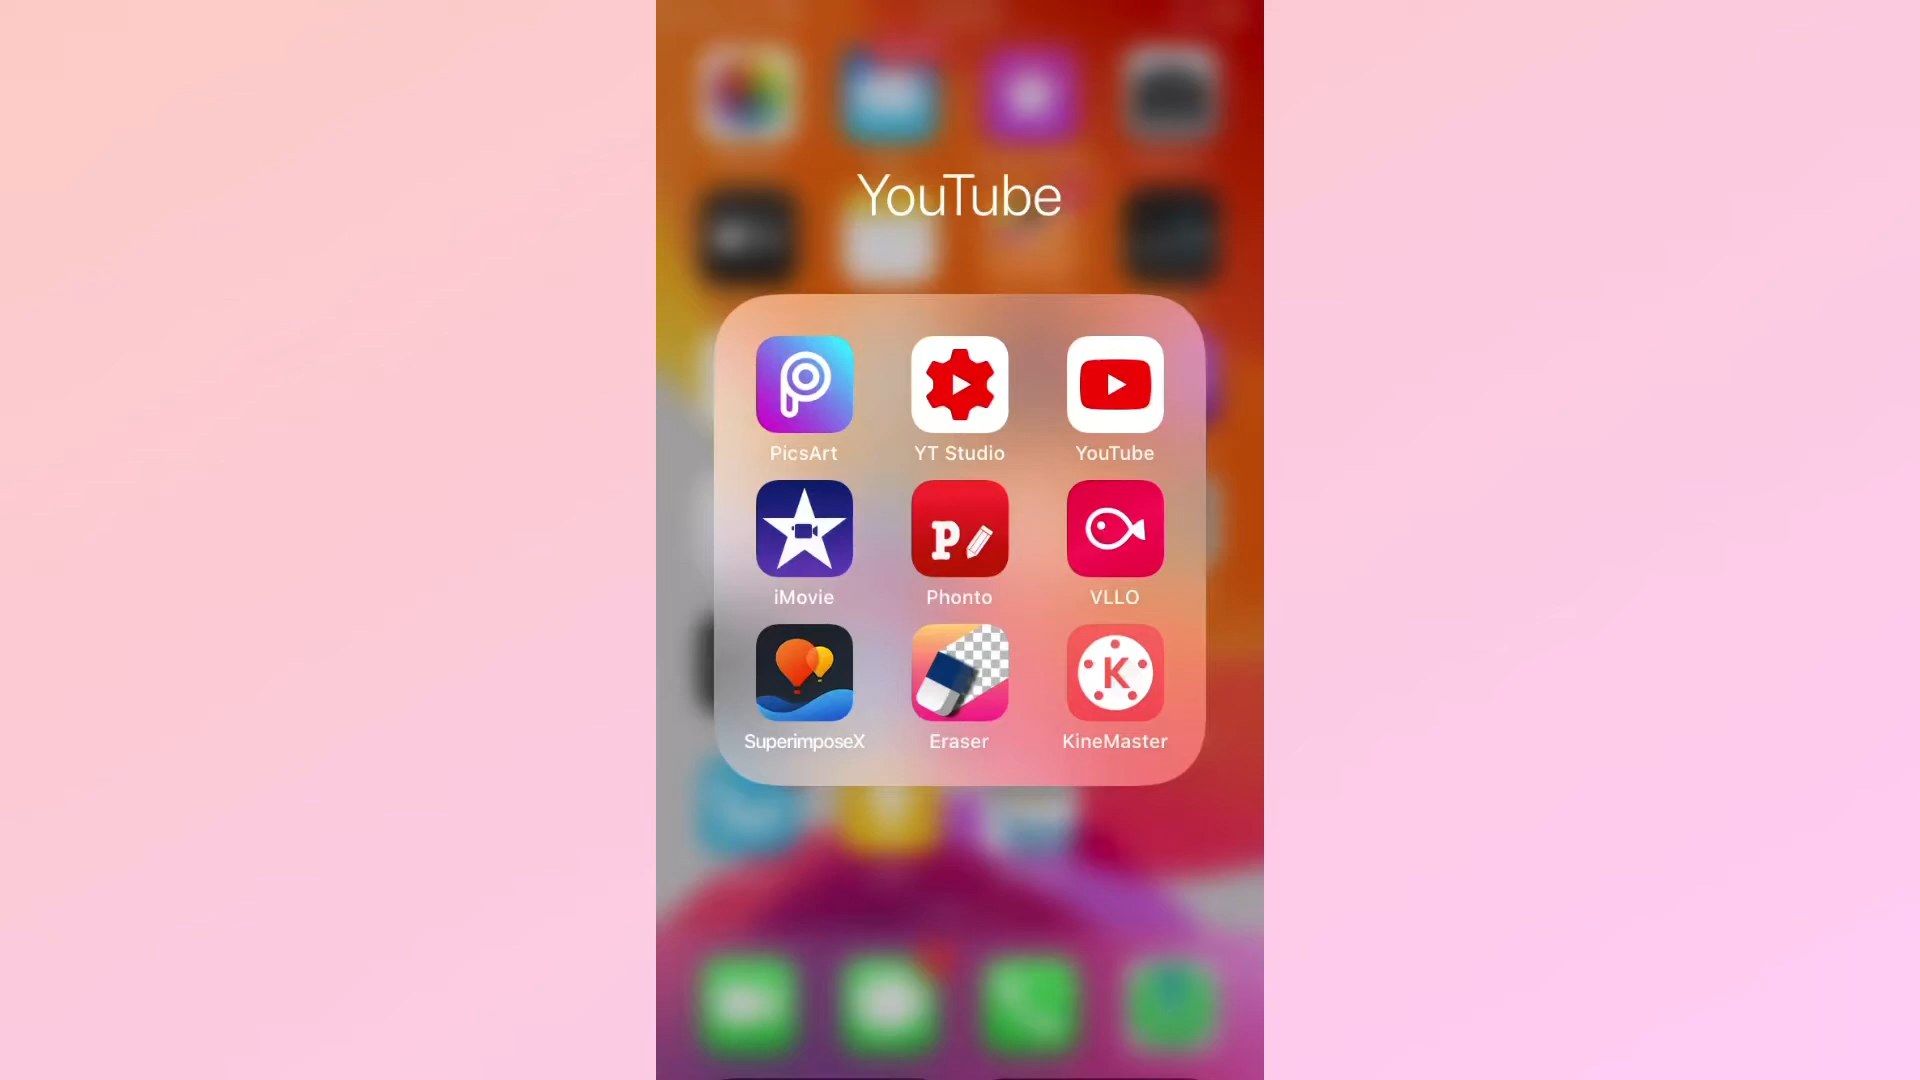 YouTube
PicsArt YT Studio YouTube
iMovie Phonto VLLO
SuperimposeX Eraser KineMaster